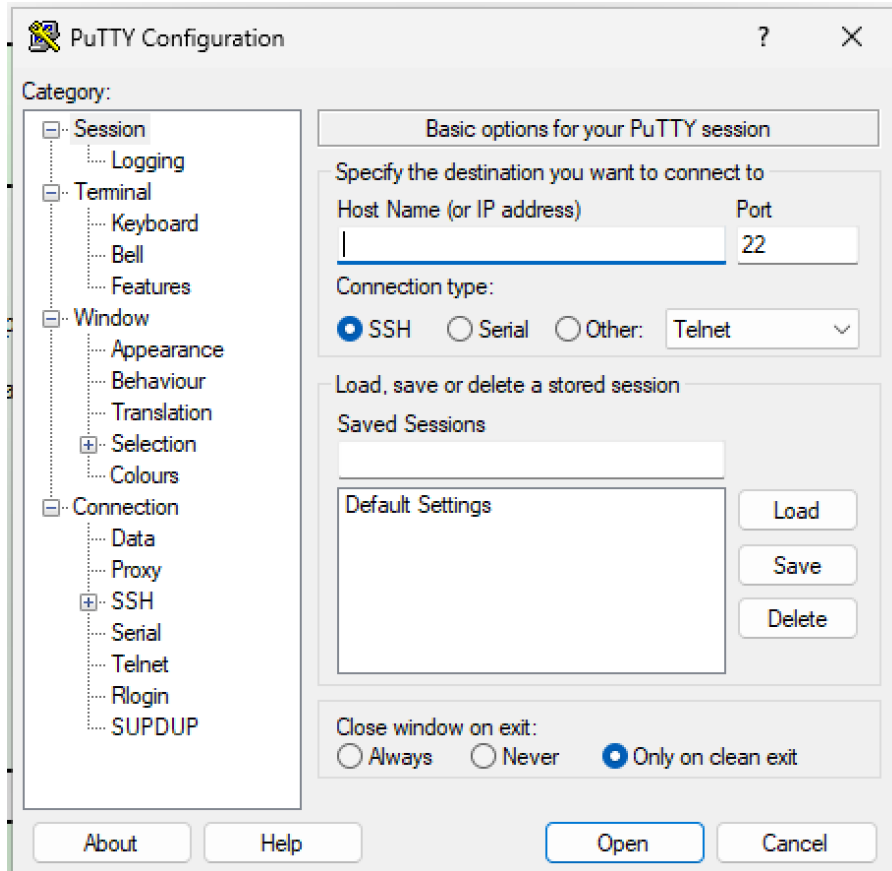 PuTTY Configuration
?
Category:
Session
Logging
Terminal
Keyboard
Bell
Features
Window
Appearance
Behaviour
Translation
Selection
Colours
Connection
Data
Proxy
SSH
Serial
Telnet
Rlogin
SUPDUP
Basic options for your PuTTY session
Specify the destination you want to connect to
Host Name (or IP address) Port
22
Connection type:
SSH Serial Other: Telnet
Load, save or delete a stored session
Saved Sessions
Default Settings
Load
Save
Delete
Close window on exit:
Always Never Only on clean exit
About Help Open Cancel